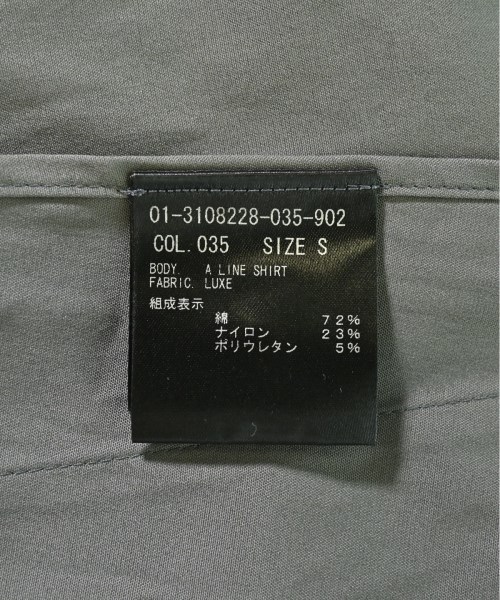 01-3108228-035-902
COL.035 SIZE S
BODY. A LINE SHIRT
FABRIC. LUXE
組成表示
綿 72%
ナイロン 23%
ポリウレタン 5%